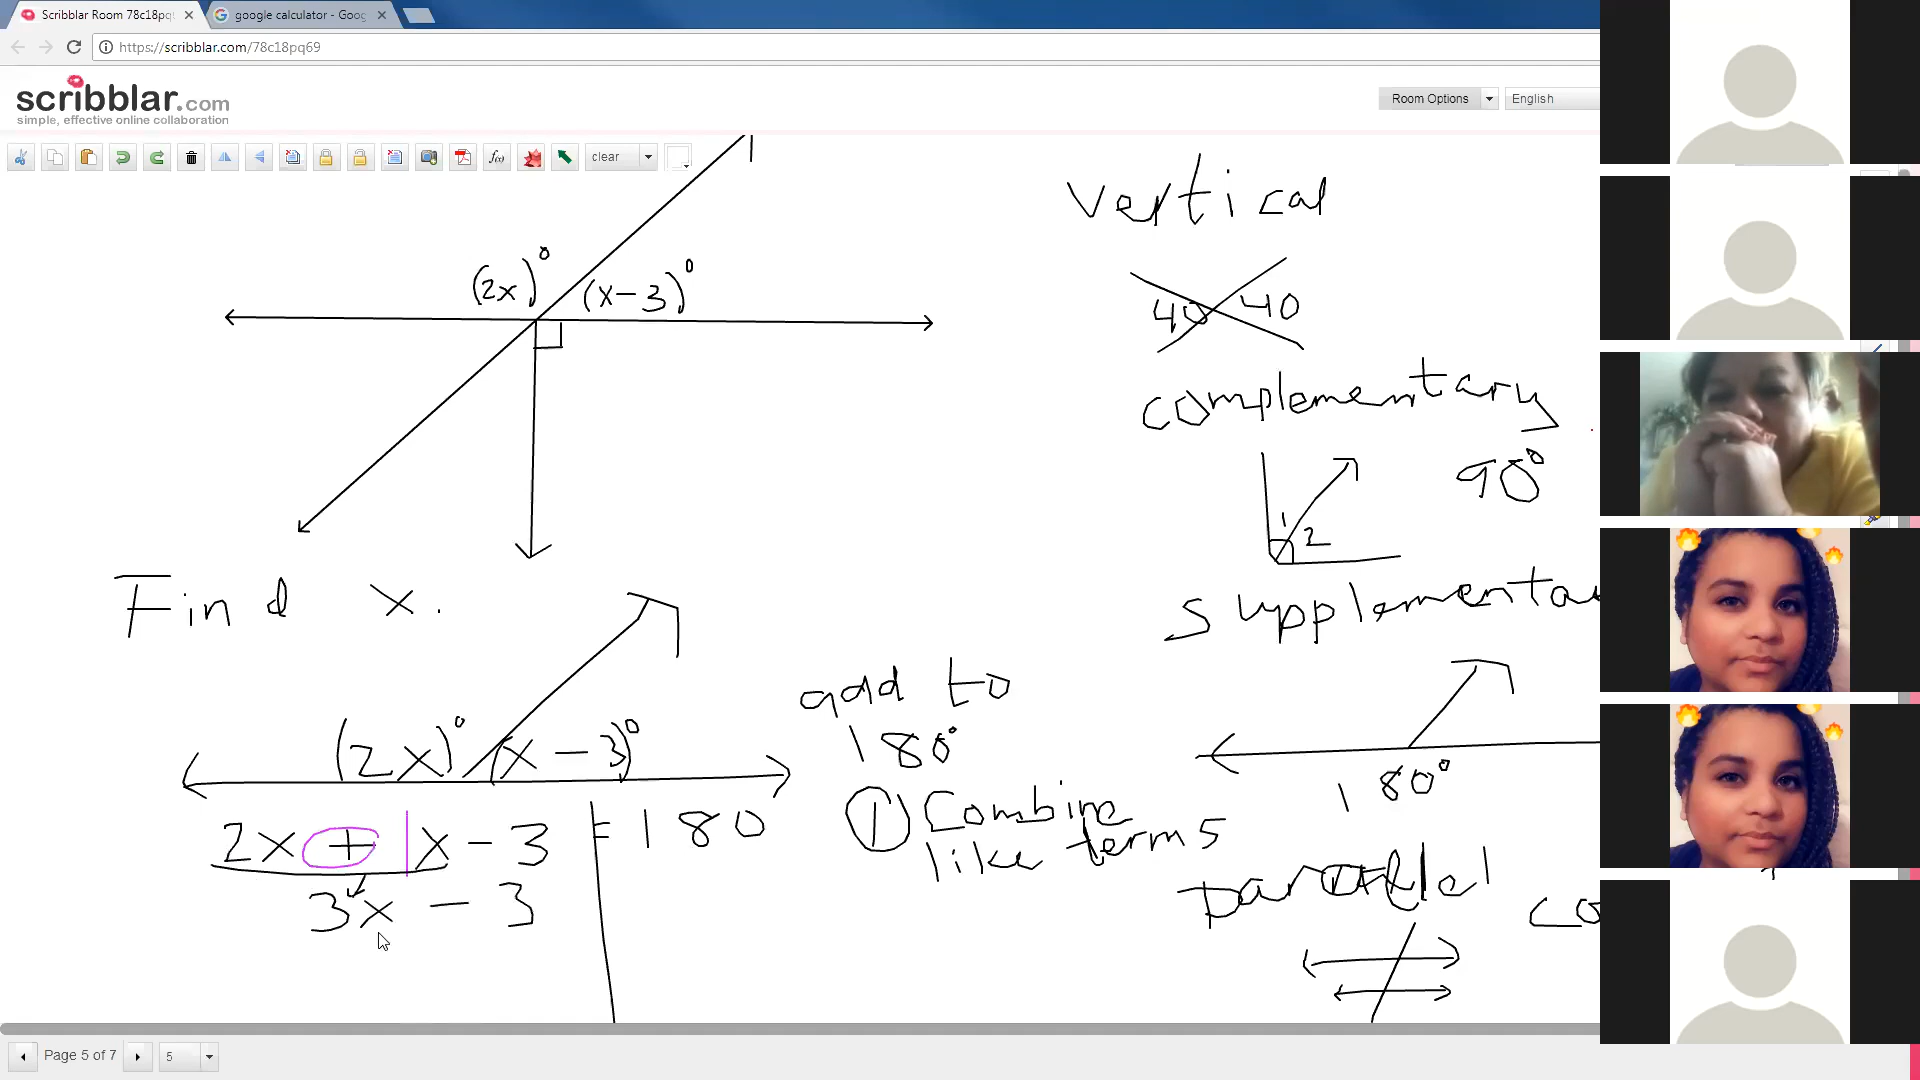 Scribblar Room 78c18pq
google calculator - Goog
https://scribblar.com/78c18pq69
scribblar.com
simple, effective online collaboration
Room Options
English
f(x)
clear
(2x)°
(x-3)°
Find x.
(2x)° (x-3)°
2x + | x - 3 = 180
3x - 3
add to
180°
① Combine
like terms
vertical
40 40
complementary
90°
1
2
supplementa
180°
parallel
co
Page 5 of 7
5